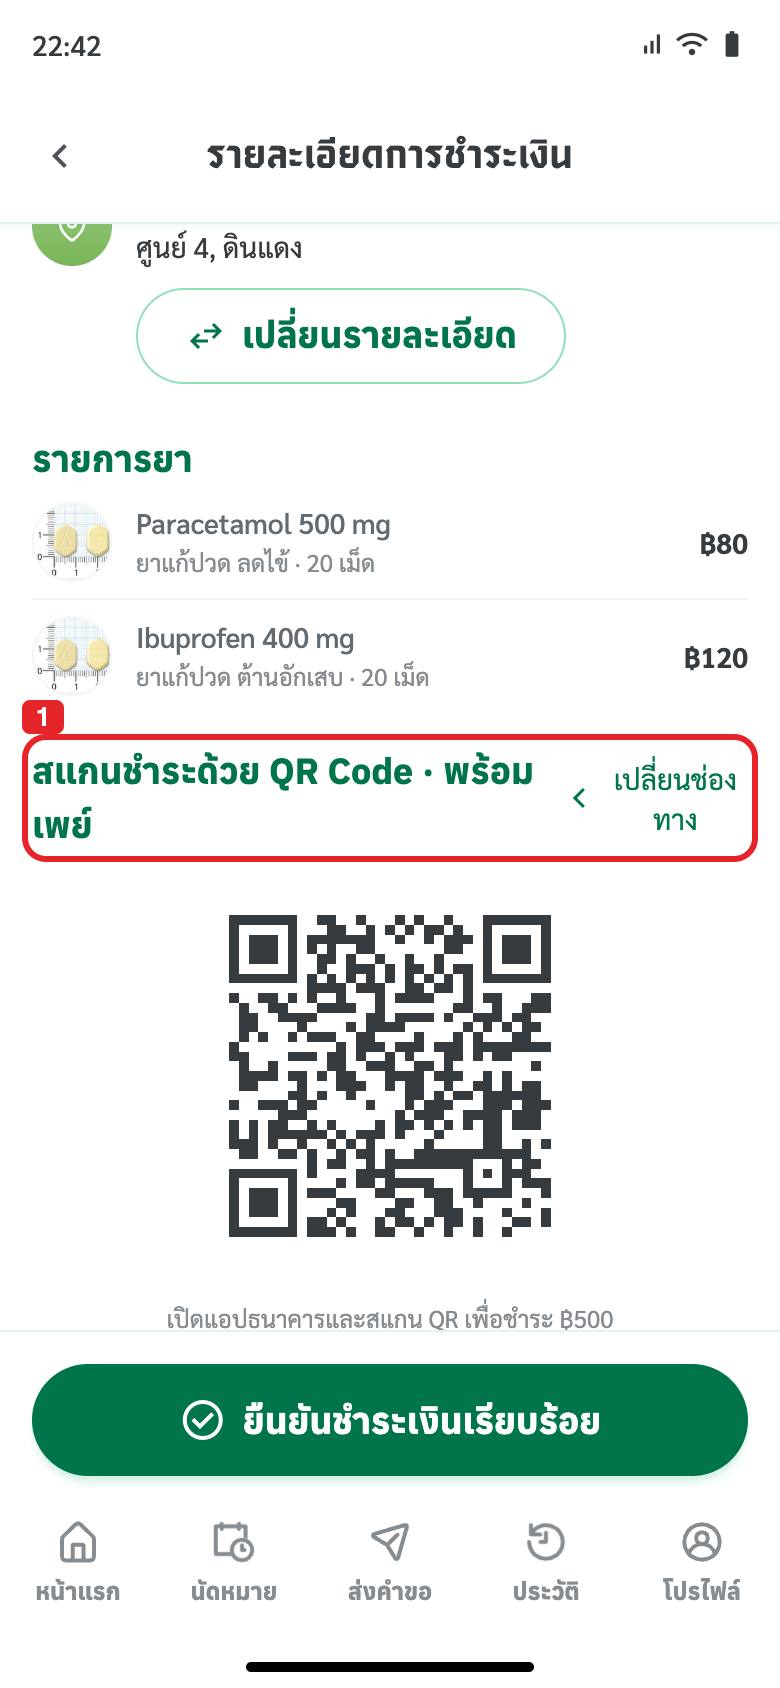 22:42
รายละเอียดการชำระเงิน
ศูนย์ 4, ดินแดง
เปลี่ยนรายละเอียด
รายการยา
Paracetamol 500 mg
ยาแก้ปวด ลดไข้ · 20 เม็ด
฿80
Ibuprofen 400 mg
ยาแก้ปวด ต้านอักเสบ · 20 เม็ด
฿120
1
สแกนชำระด้วย QR Code · พร้อม
เพย์
เปลี่ยนช่อง
ทาง
เปิดแอปธนาคารและสแกน QR เพื่อชำระ ฿500
ยืนยันชำระเงินเรียบร้อย
หน้าแรก
นัดหมาย
ส่งคำขอ
ประวัติ
โปรไฟล์